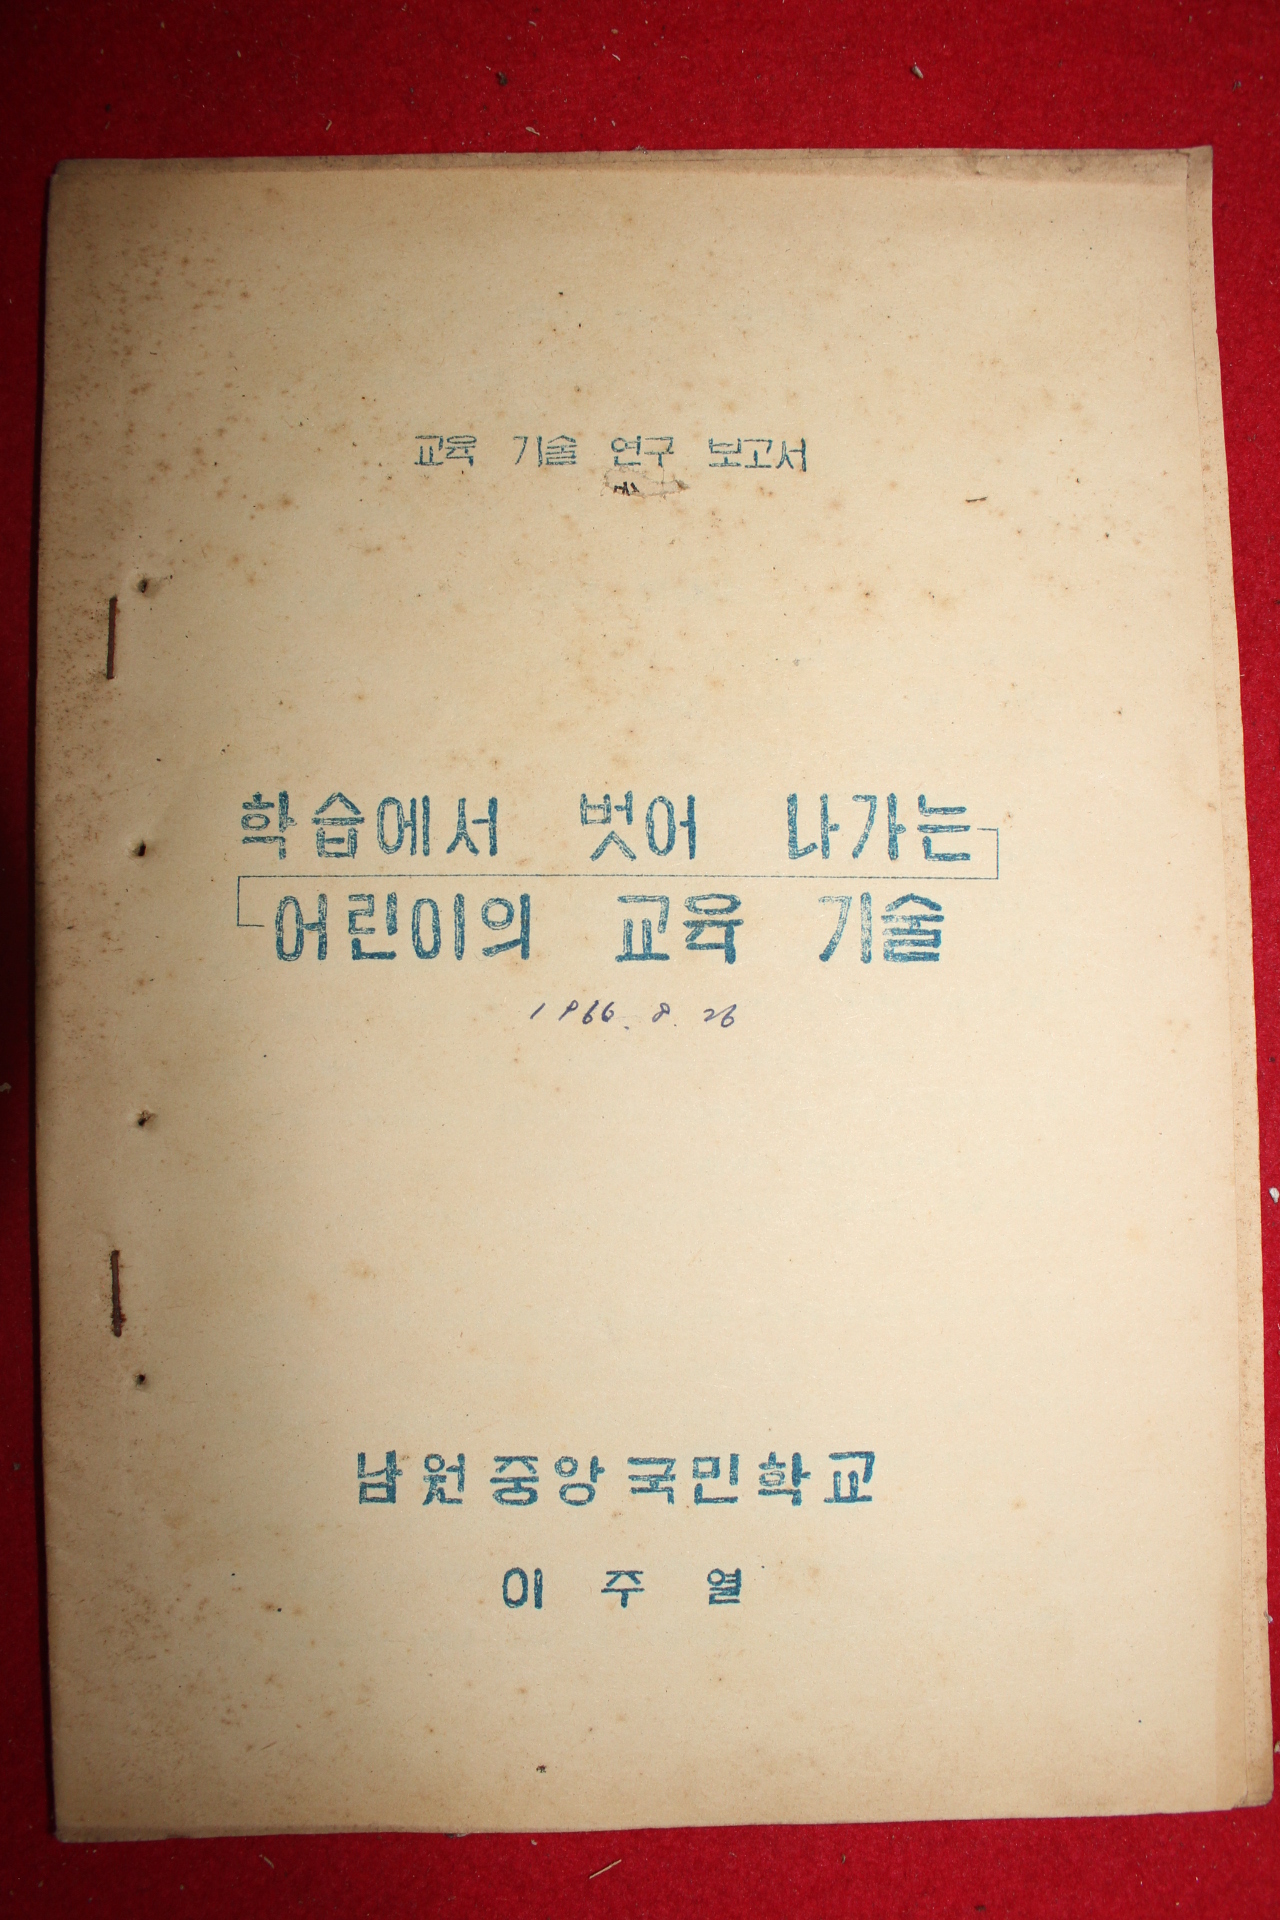 교육 기술 연구 보고서
학습에서 벗어 나가는
어린이의 교육 기술
1966. 8. 26
남원중앙국민학교
이주열